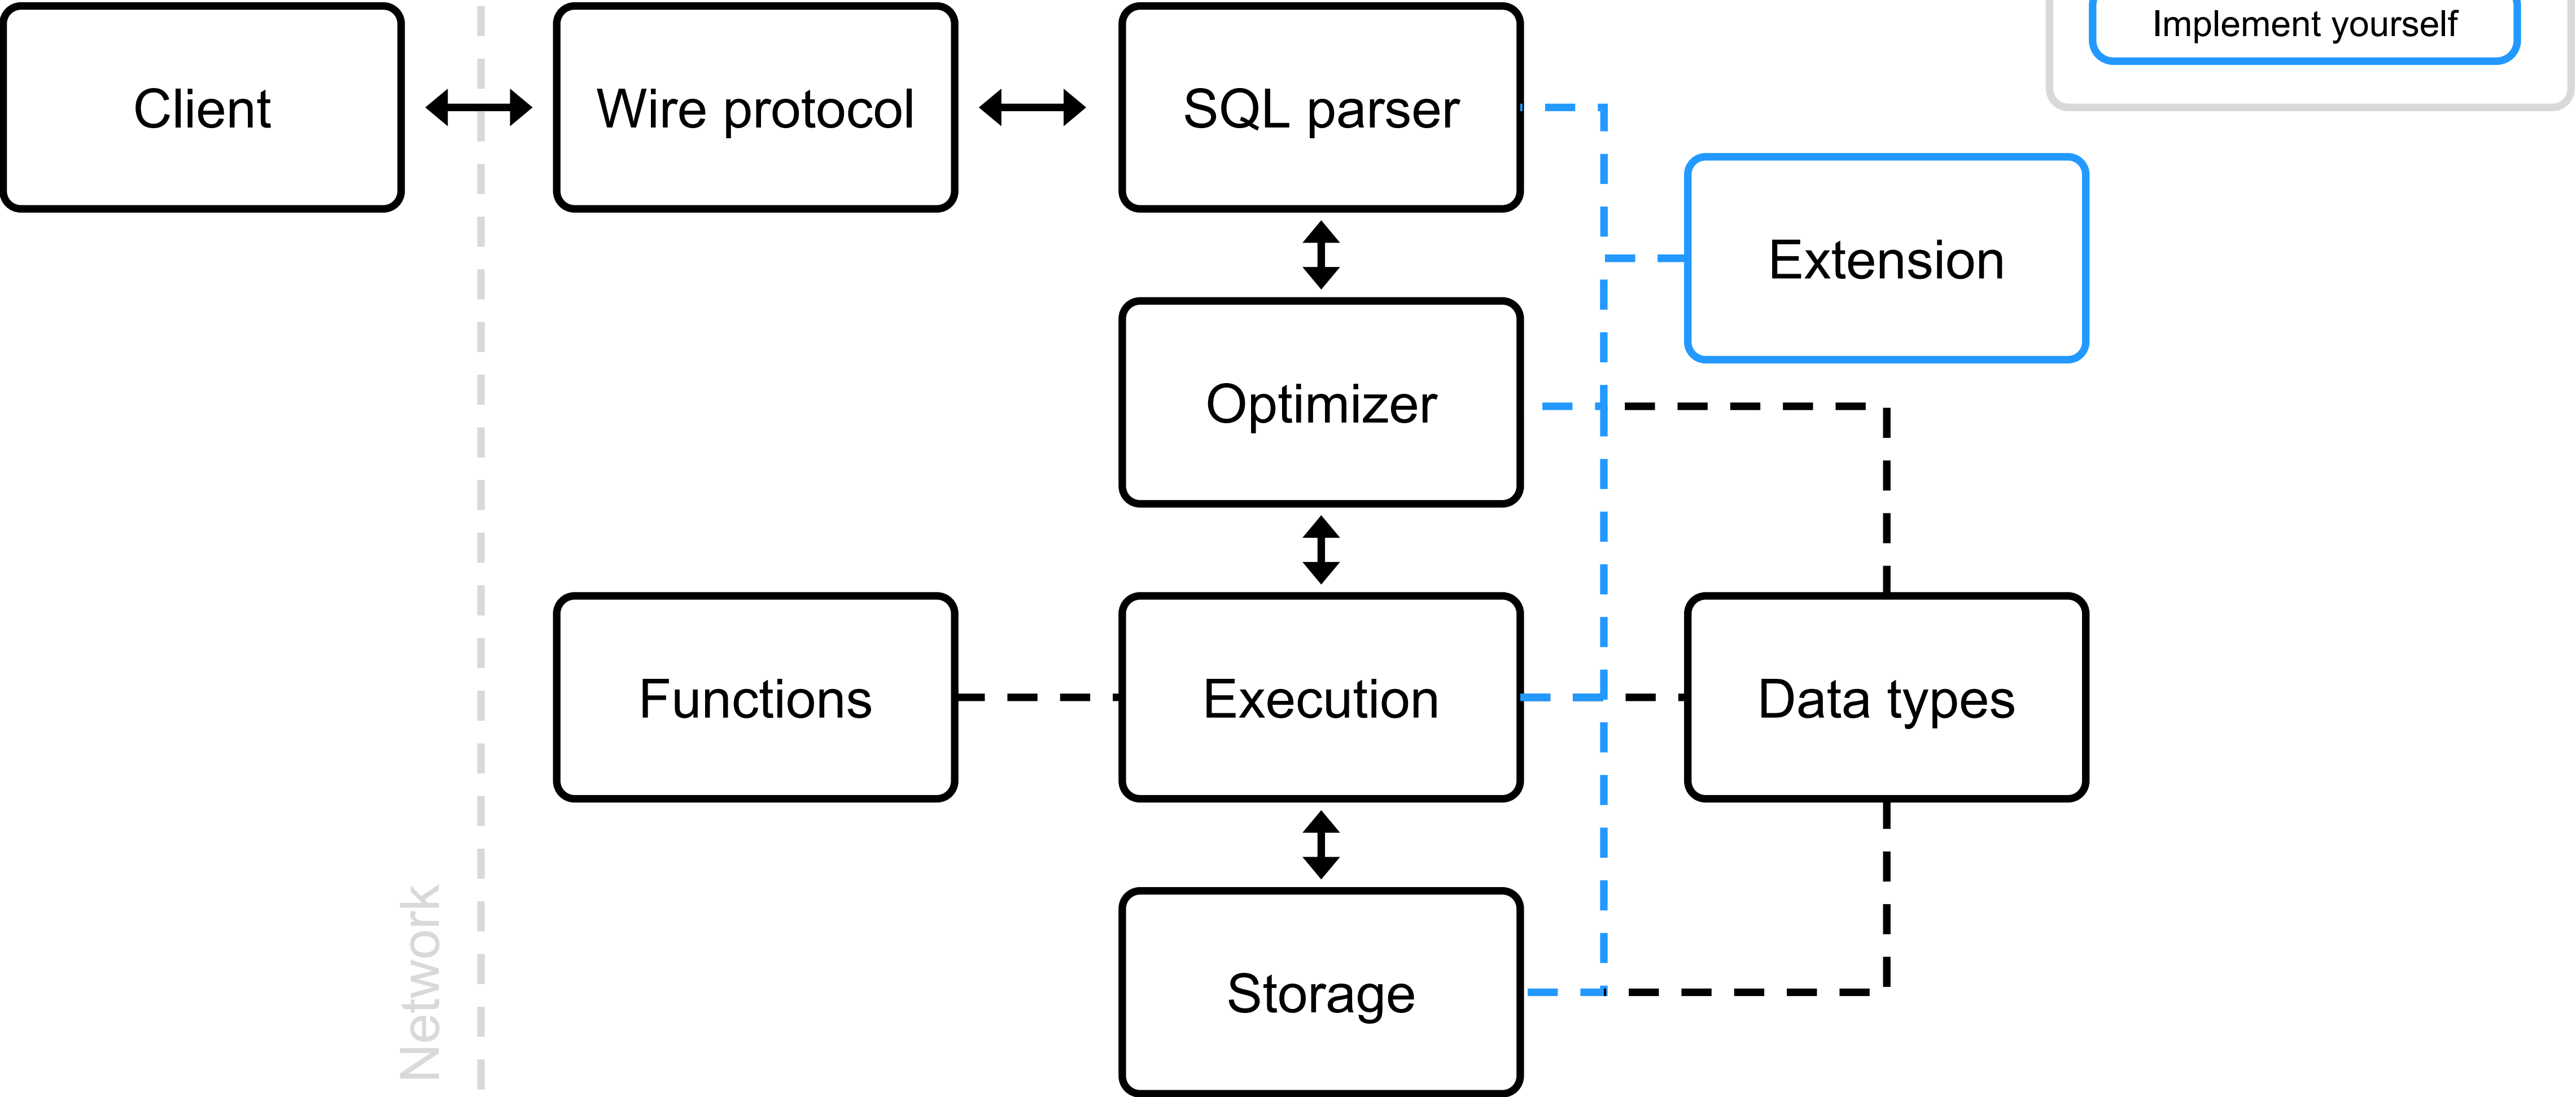 Implement yourself
Client
Wire protocol
SQL parser
Extension
Optimizer
Functions
Execution
Data types
Storage
Network